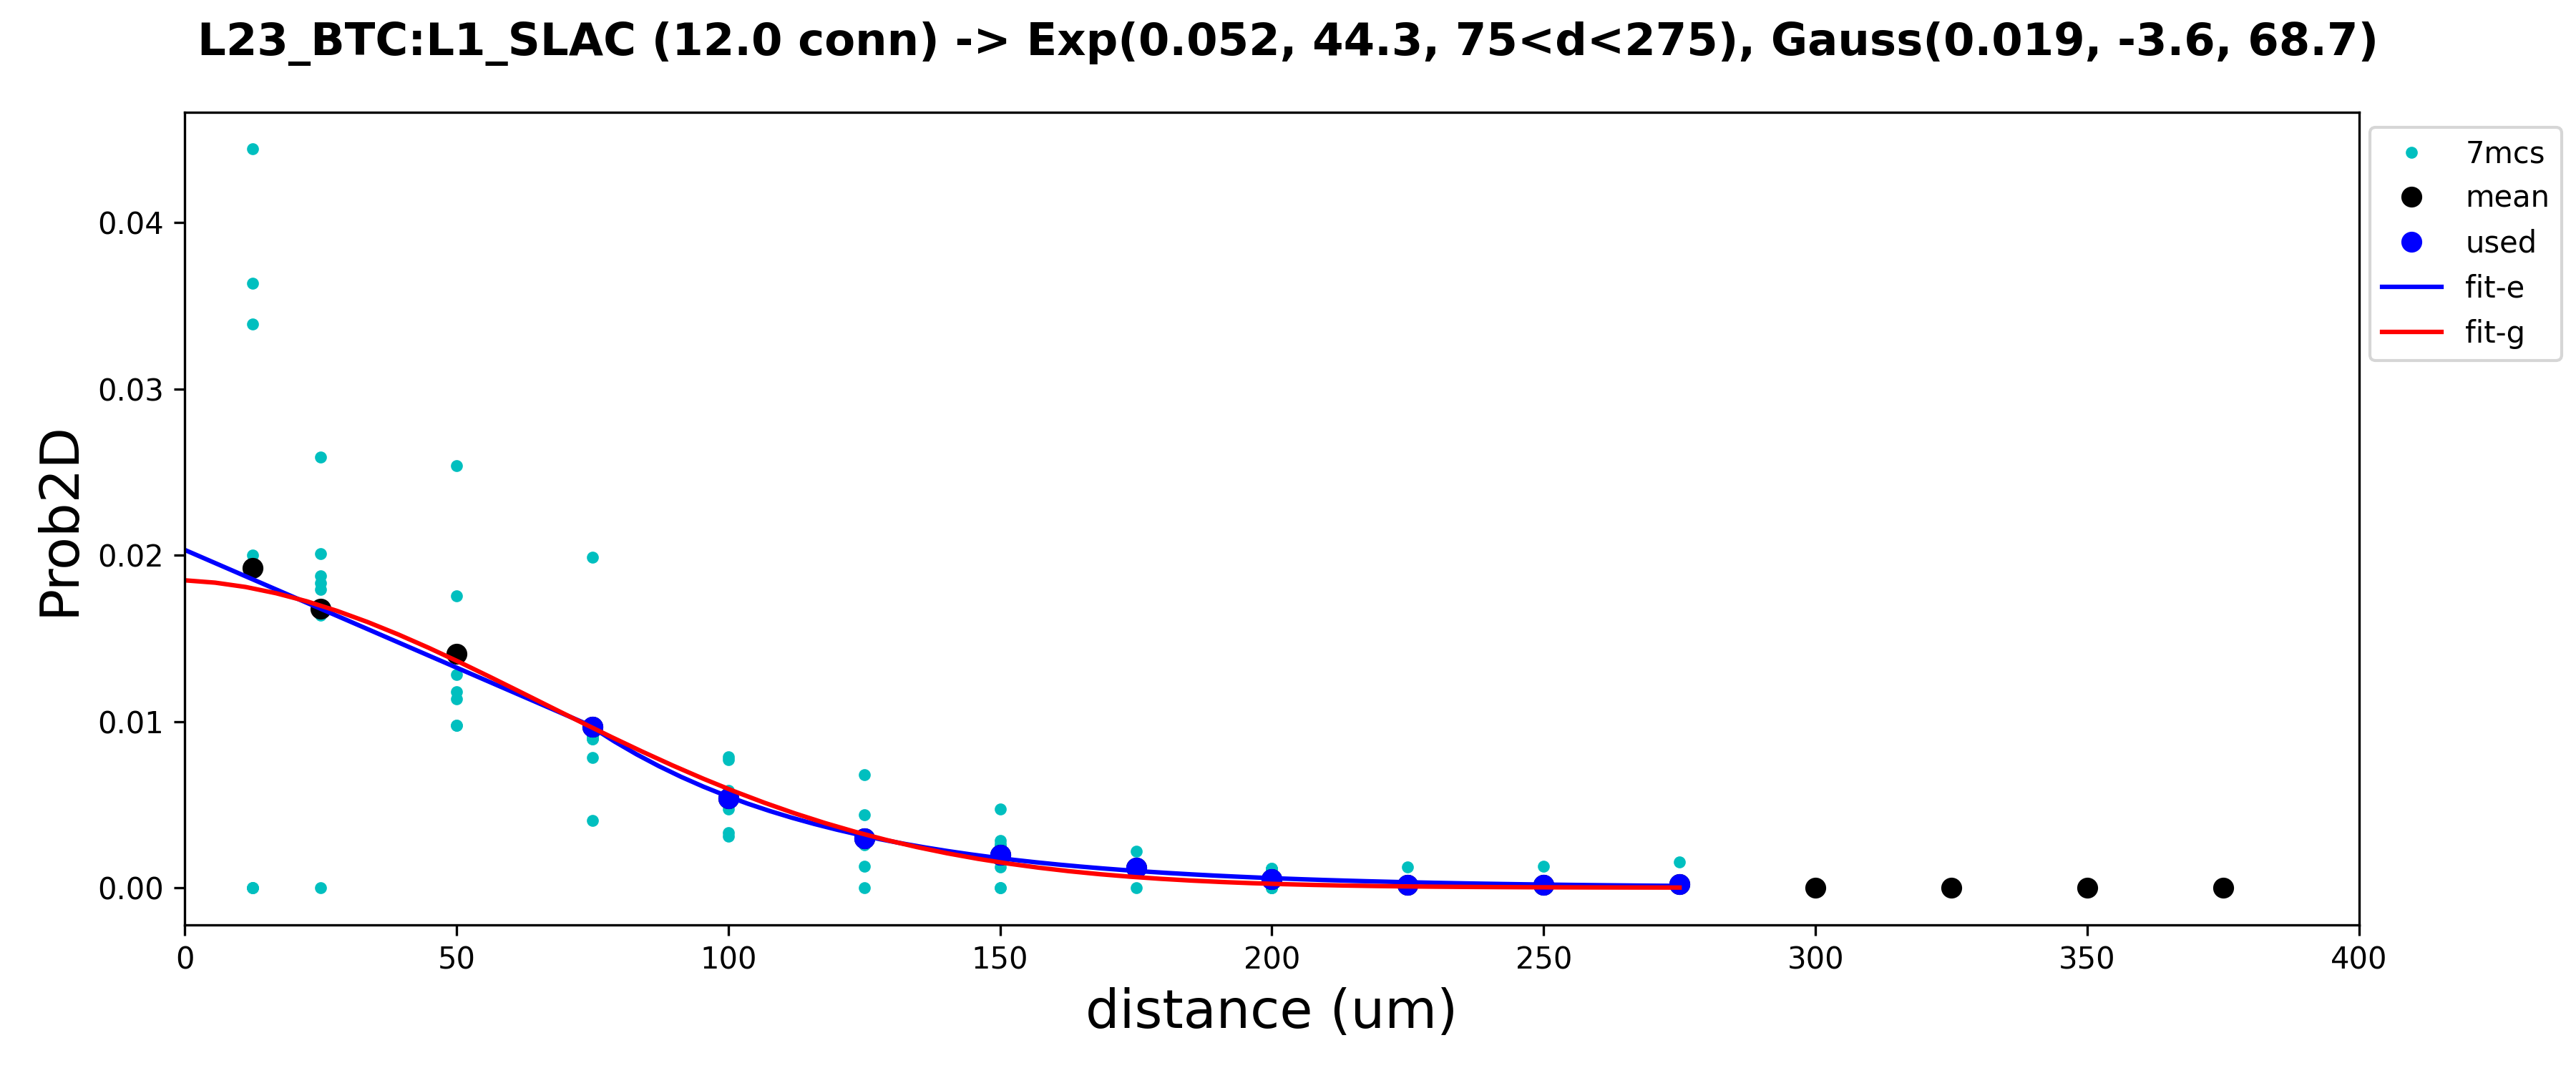 L23_BTC:L1_SLAC (12.0 conn) -> Exp(0.052, 44.3, 75<d<275), Gauss(0.019, -3.6, 68.7)
7mcs
mean
used
fit-e
fit-g
Prob2D
0.04
0.03
0.02
0.01
0.00
0 50 100 150 200 250 300 350 400
distance (um)